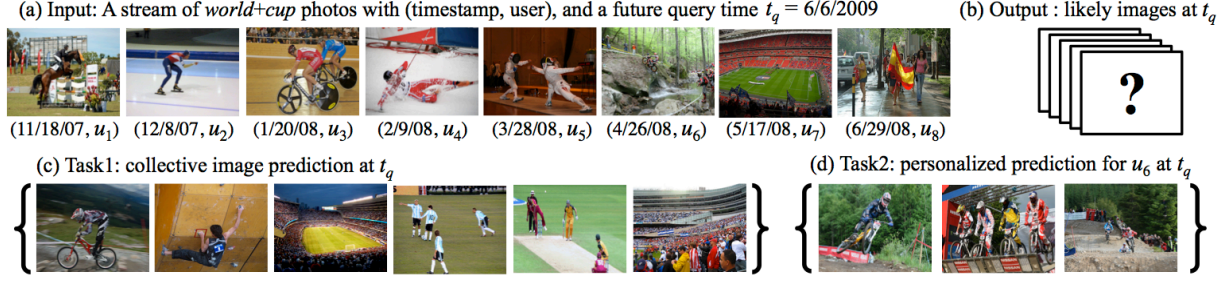 (a) Input: A stream of world+cup photos with (timestamp, user), and a future query time t_q = 6/6/2009
(b) Output : likely images at t_q
(11/18/07, u_1) (12/8/07, u_2) (1/20/08, u_3) (2/9/08, u_4) (3/28/08, u_5) (4/26/08, u_6) (5/17/08, u_7) (6/29/08, u_8)
?
(c) Task1: collective image prediction at t_q
(d) Task2: personalized prediction for u_6 at t_q